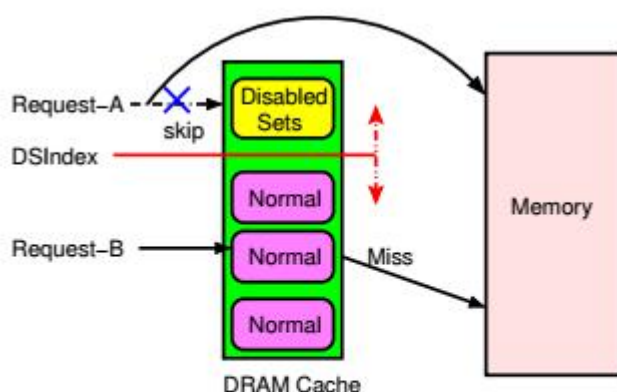 Request-A
skip
Disabled
Sets
DSIndex
Normal
Memory
Request-B
Normal
Miss
Normal
DRAM Cache